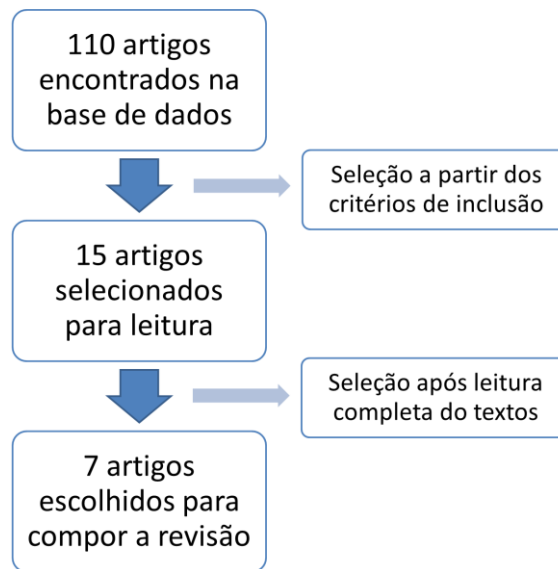 110 artigos
encontrados na
base de dados
Seleção a partir dos
critérios de inclusão
15 artigos
selecionados
para leitura
Seleção após leitura
completa do textos
7 artigos
escolhidos para
compor a revisão